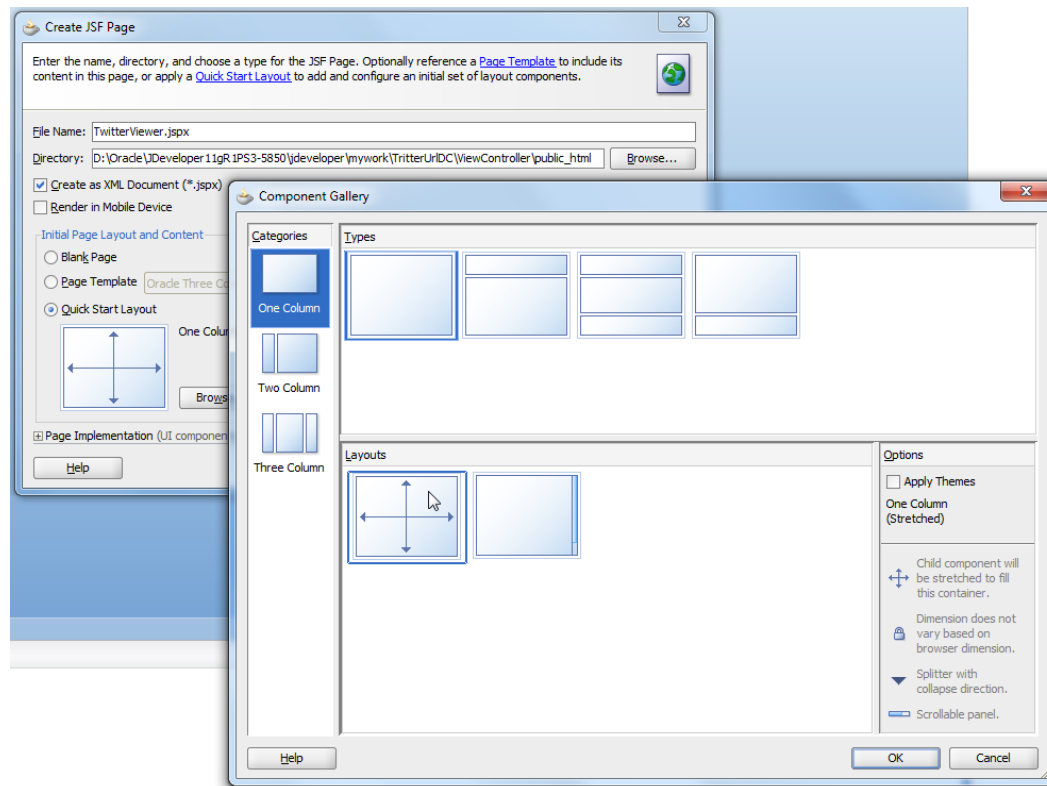 Create JSF Page
Enter the name, directory, and choose a type for the JSF Page. Optionally reference a Page Template to include its
content in this page, or apply a Quick Start Layout to add and configure an initial set of layout components.
File Name: TwitterViewer.jspx
Directory: D:\Oracle\JDeveloper11gR1PS3-5850\jdeveloper\mywork\TritterUrlDC\ViewController\public_html Browse...
Create as XML Document (*.jspx)
Render in Mobile Device
Initial Page Layout and Content
Blank Page
Page Template Oracle Three Co
Quick Start Layout
One Colu
Brows
Page Implementation (UI componen
Help
Component Gallery
Categories
One Column
Two Column
Three Column
Types
Layouts
Options
Apply Themes
One Column
(Stretched)
Child component will
be stretched to fill
this container.
Dimension does not
vary based on
browser dimension.
Splitter with
collapse direction.
Scrollable panel.
Help
OK
Cancel